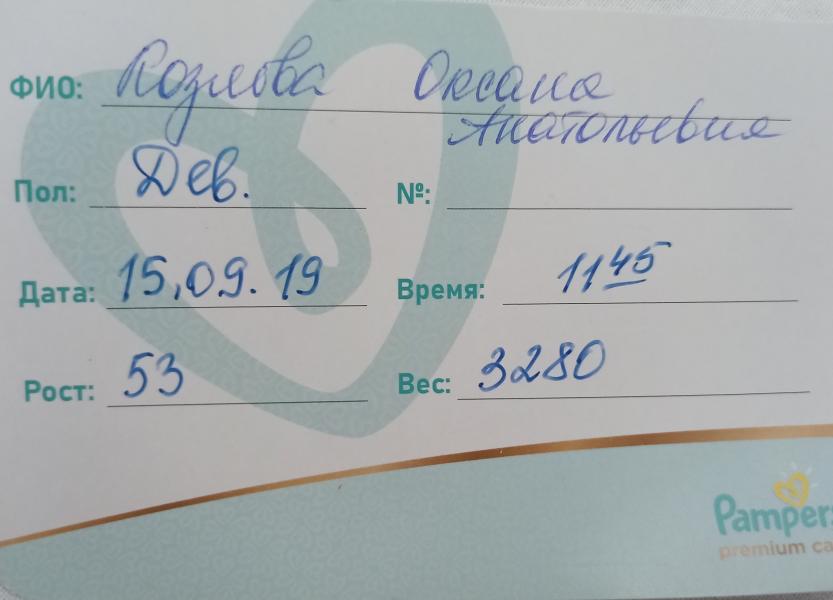 ФИО: Козлова Оксана
Анатольевна
Пол: Дев. №:
Дата: 15.09.19 Время: 11 45
Рост: 53 Вес: 3280
Pampers
premium ca